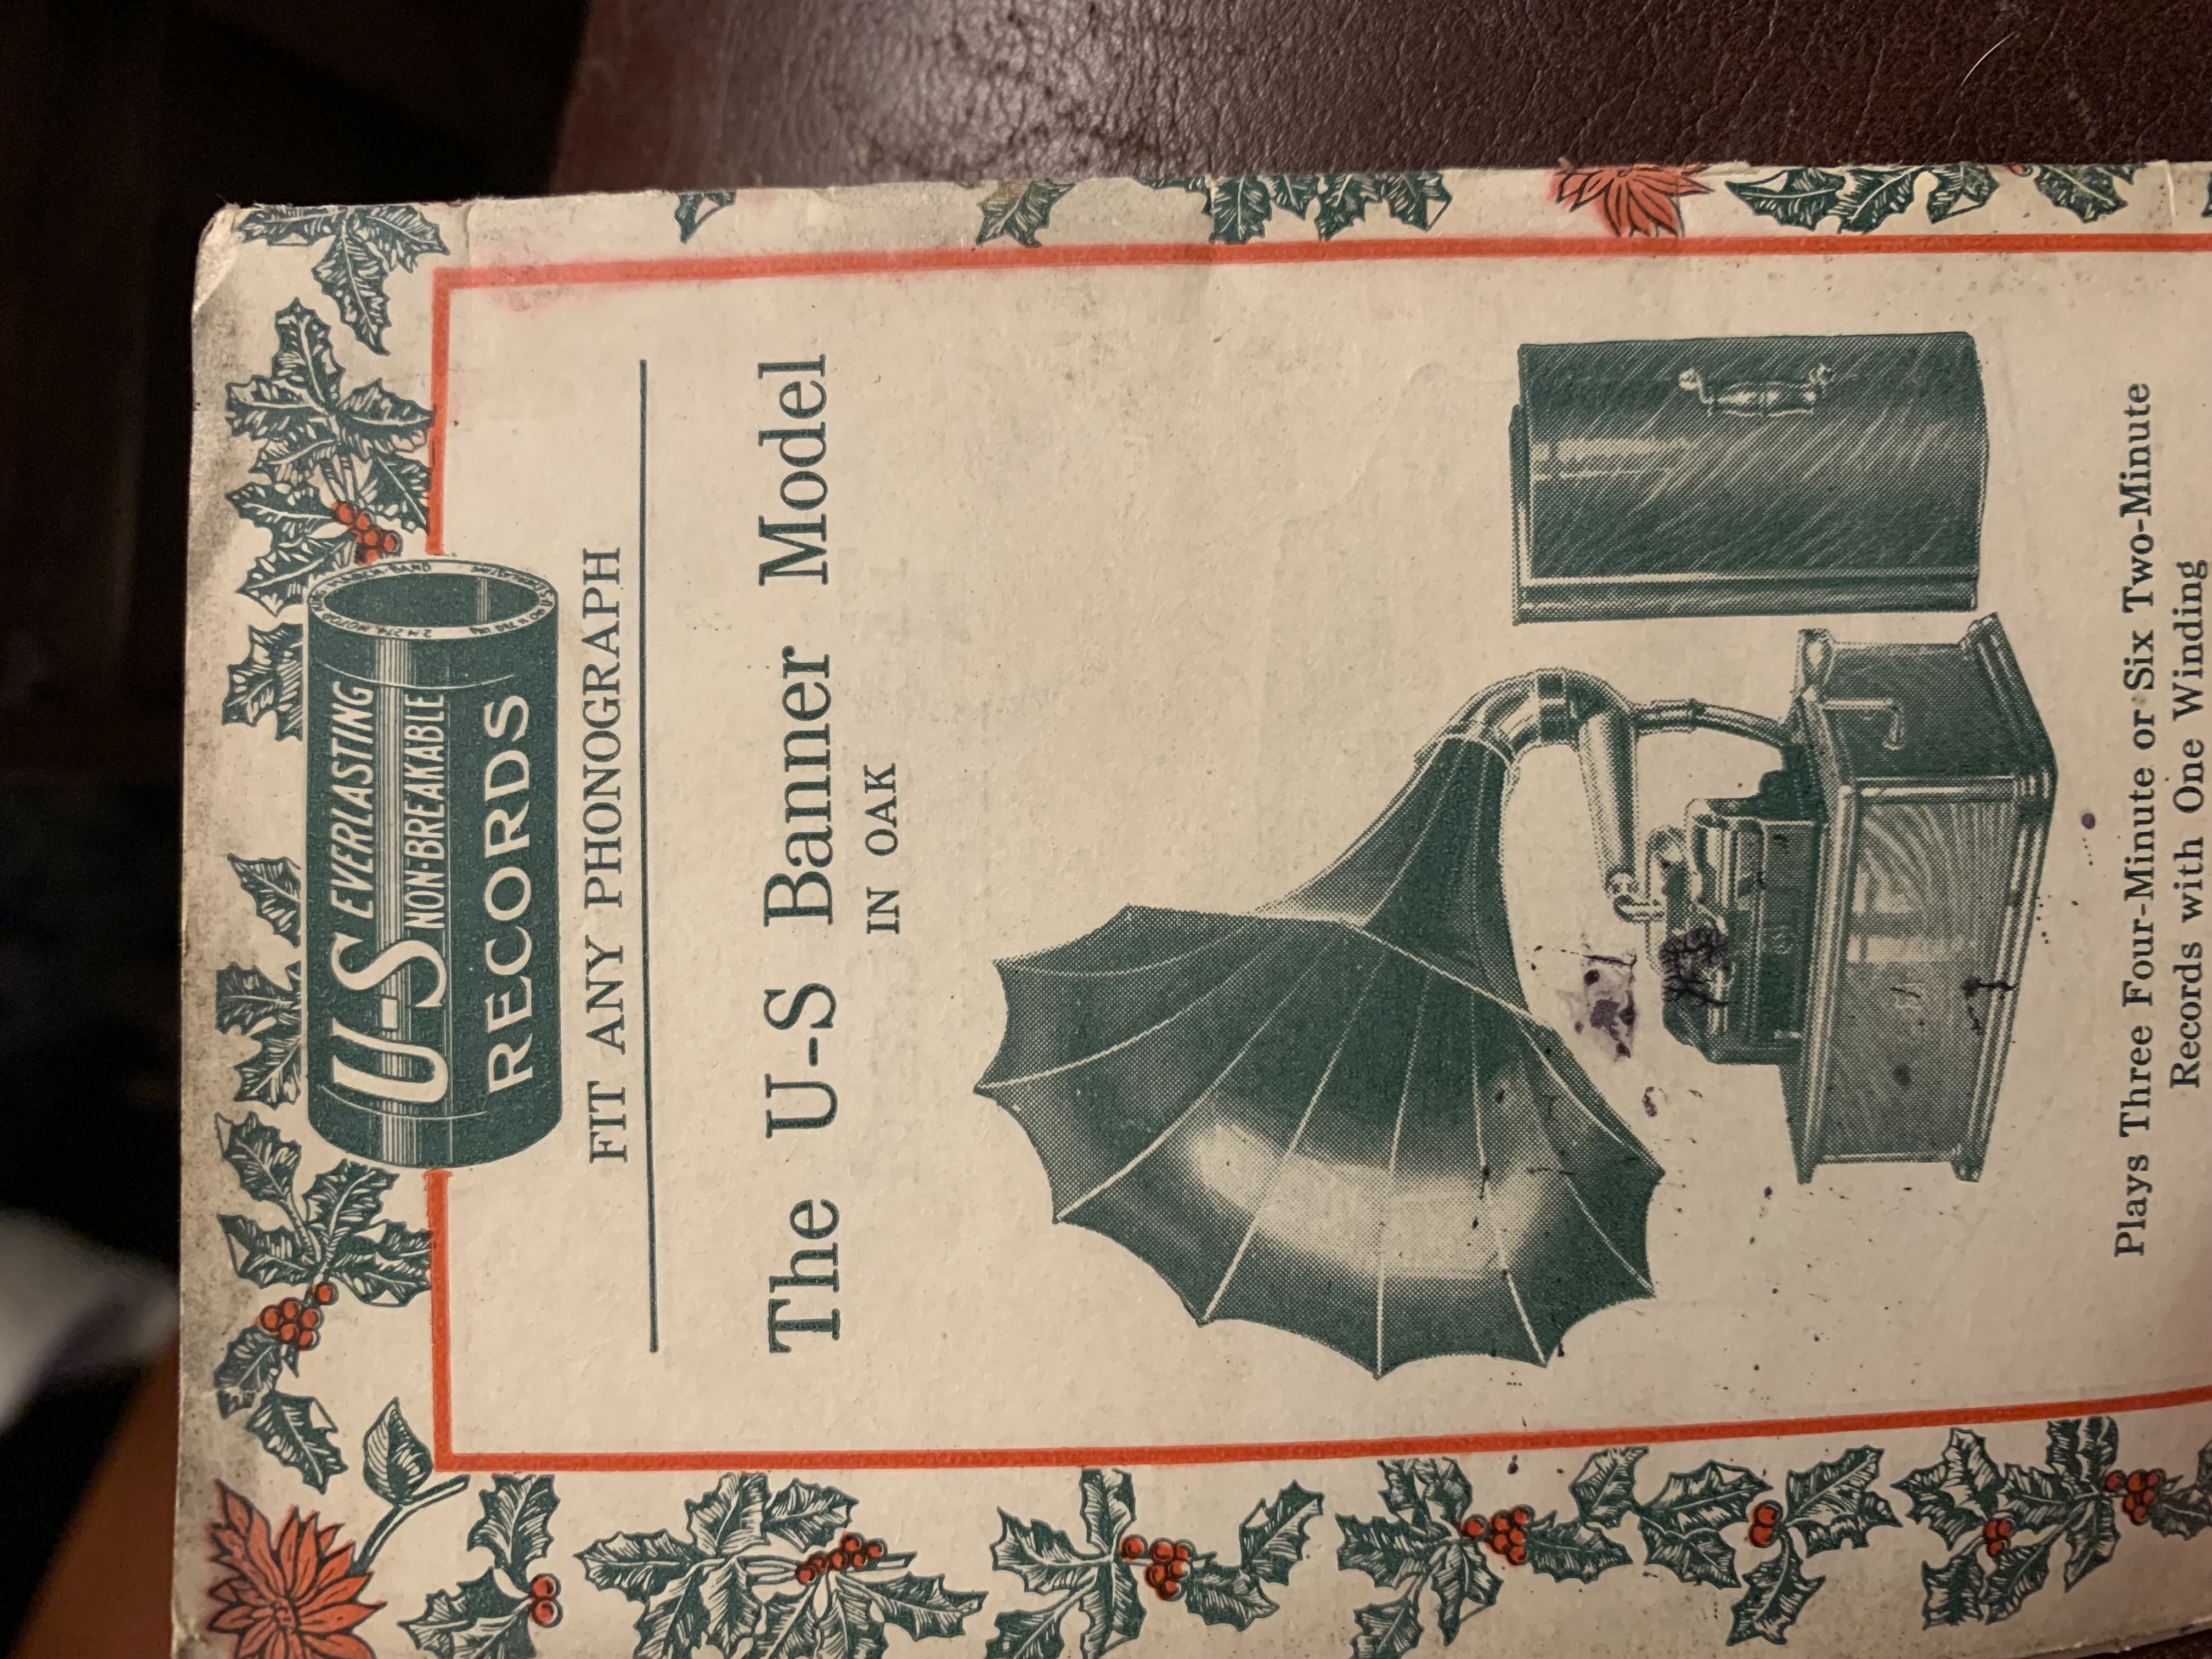 U-S EVERLASTING
NON-BREAKABLE
RECORDS
FIT ANY PHONOGRAPH
The U-S Banner Model
IN OAK
Plays Three Four-Minute or Six Two-Minute
Records with One Winding